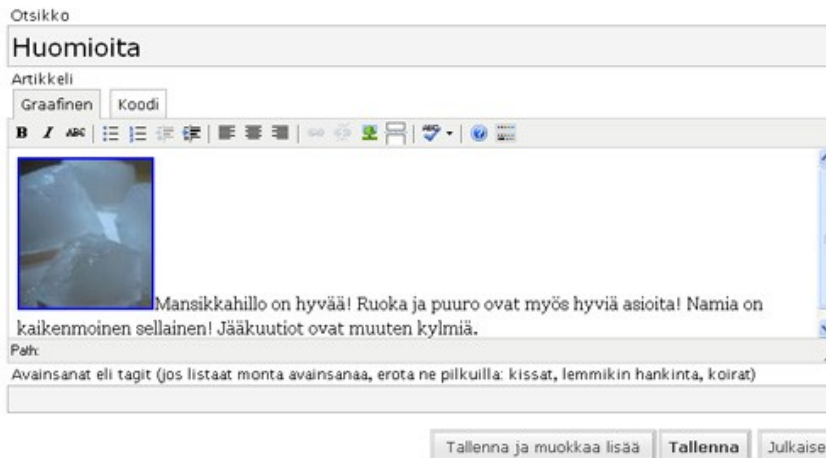 Otsikko
Huomioita
Artikkeli
Graafinen Koodi
B I ABC ABC
Mansikkahillo on hyvää! Ruoka ja puuro ovat myös hyviä asioita! Namia on
kaikenmoinen sellainen! Jääkuutiot ovat muuten kylmiä.
Path:
Avainsanat eli tagit (jos listaat monta avainsanaa, erota ne pilkuilla: kissat, lemmikin hankinta, koirat)
Tallenna ja muokkaa lisää Tallenna Julkaise